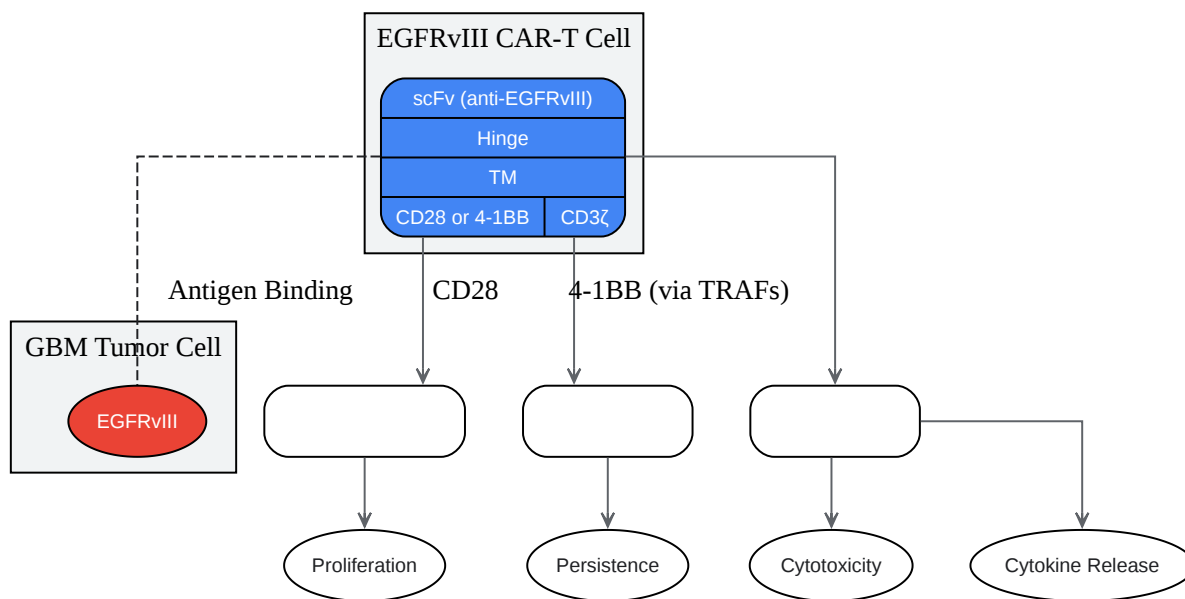 EGFRvIII CAR-T Cell
scFv (anti-EGFRvIII)
Hinge
TM
CD28 or 4-1BB
CD3ζ
Antigen Binding
CD28
4-1BB (via TRAFs)
GBM Tumor Cell
EGFRvIII
Proliferation
Persistence
Cytotoxicity
Cytokine Release